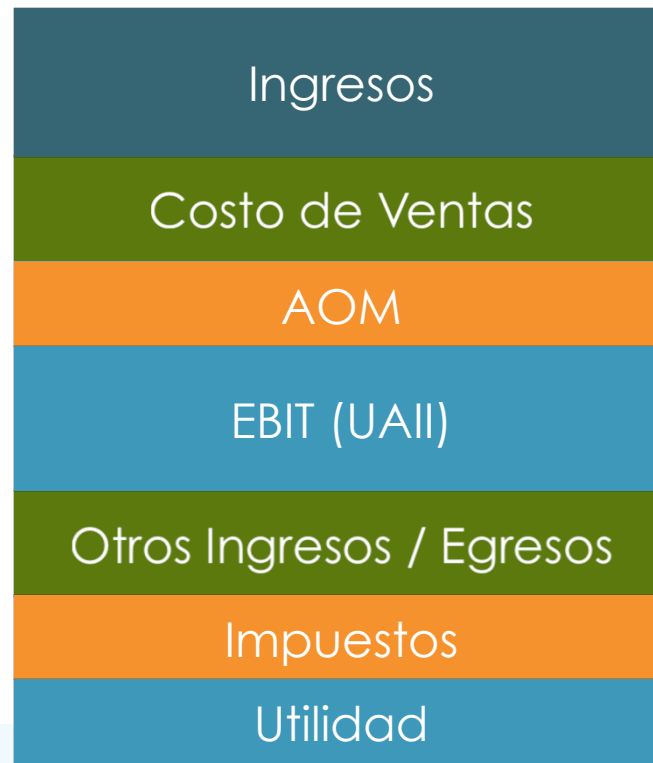 Ingresos
Costo de Ventas
AOM
EBIT (UAII)
Otros Ingresos / Egresos
Impuestos
Utilidad